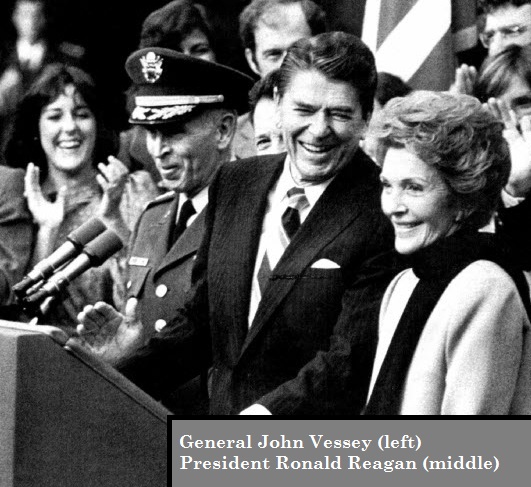 General John Vessey (left)
President Ronald Reagan (middle)